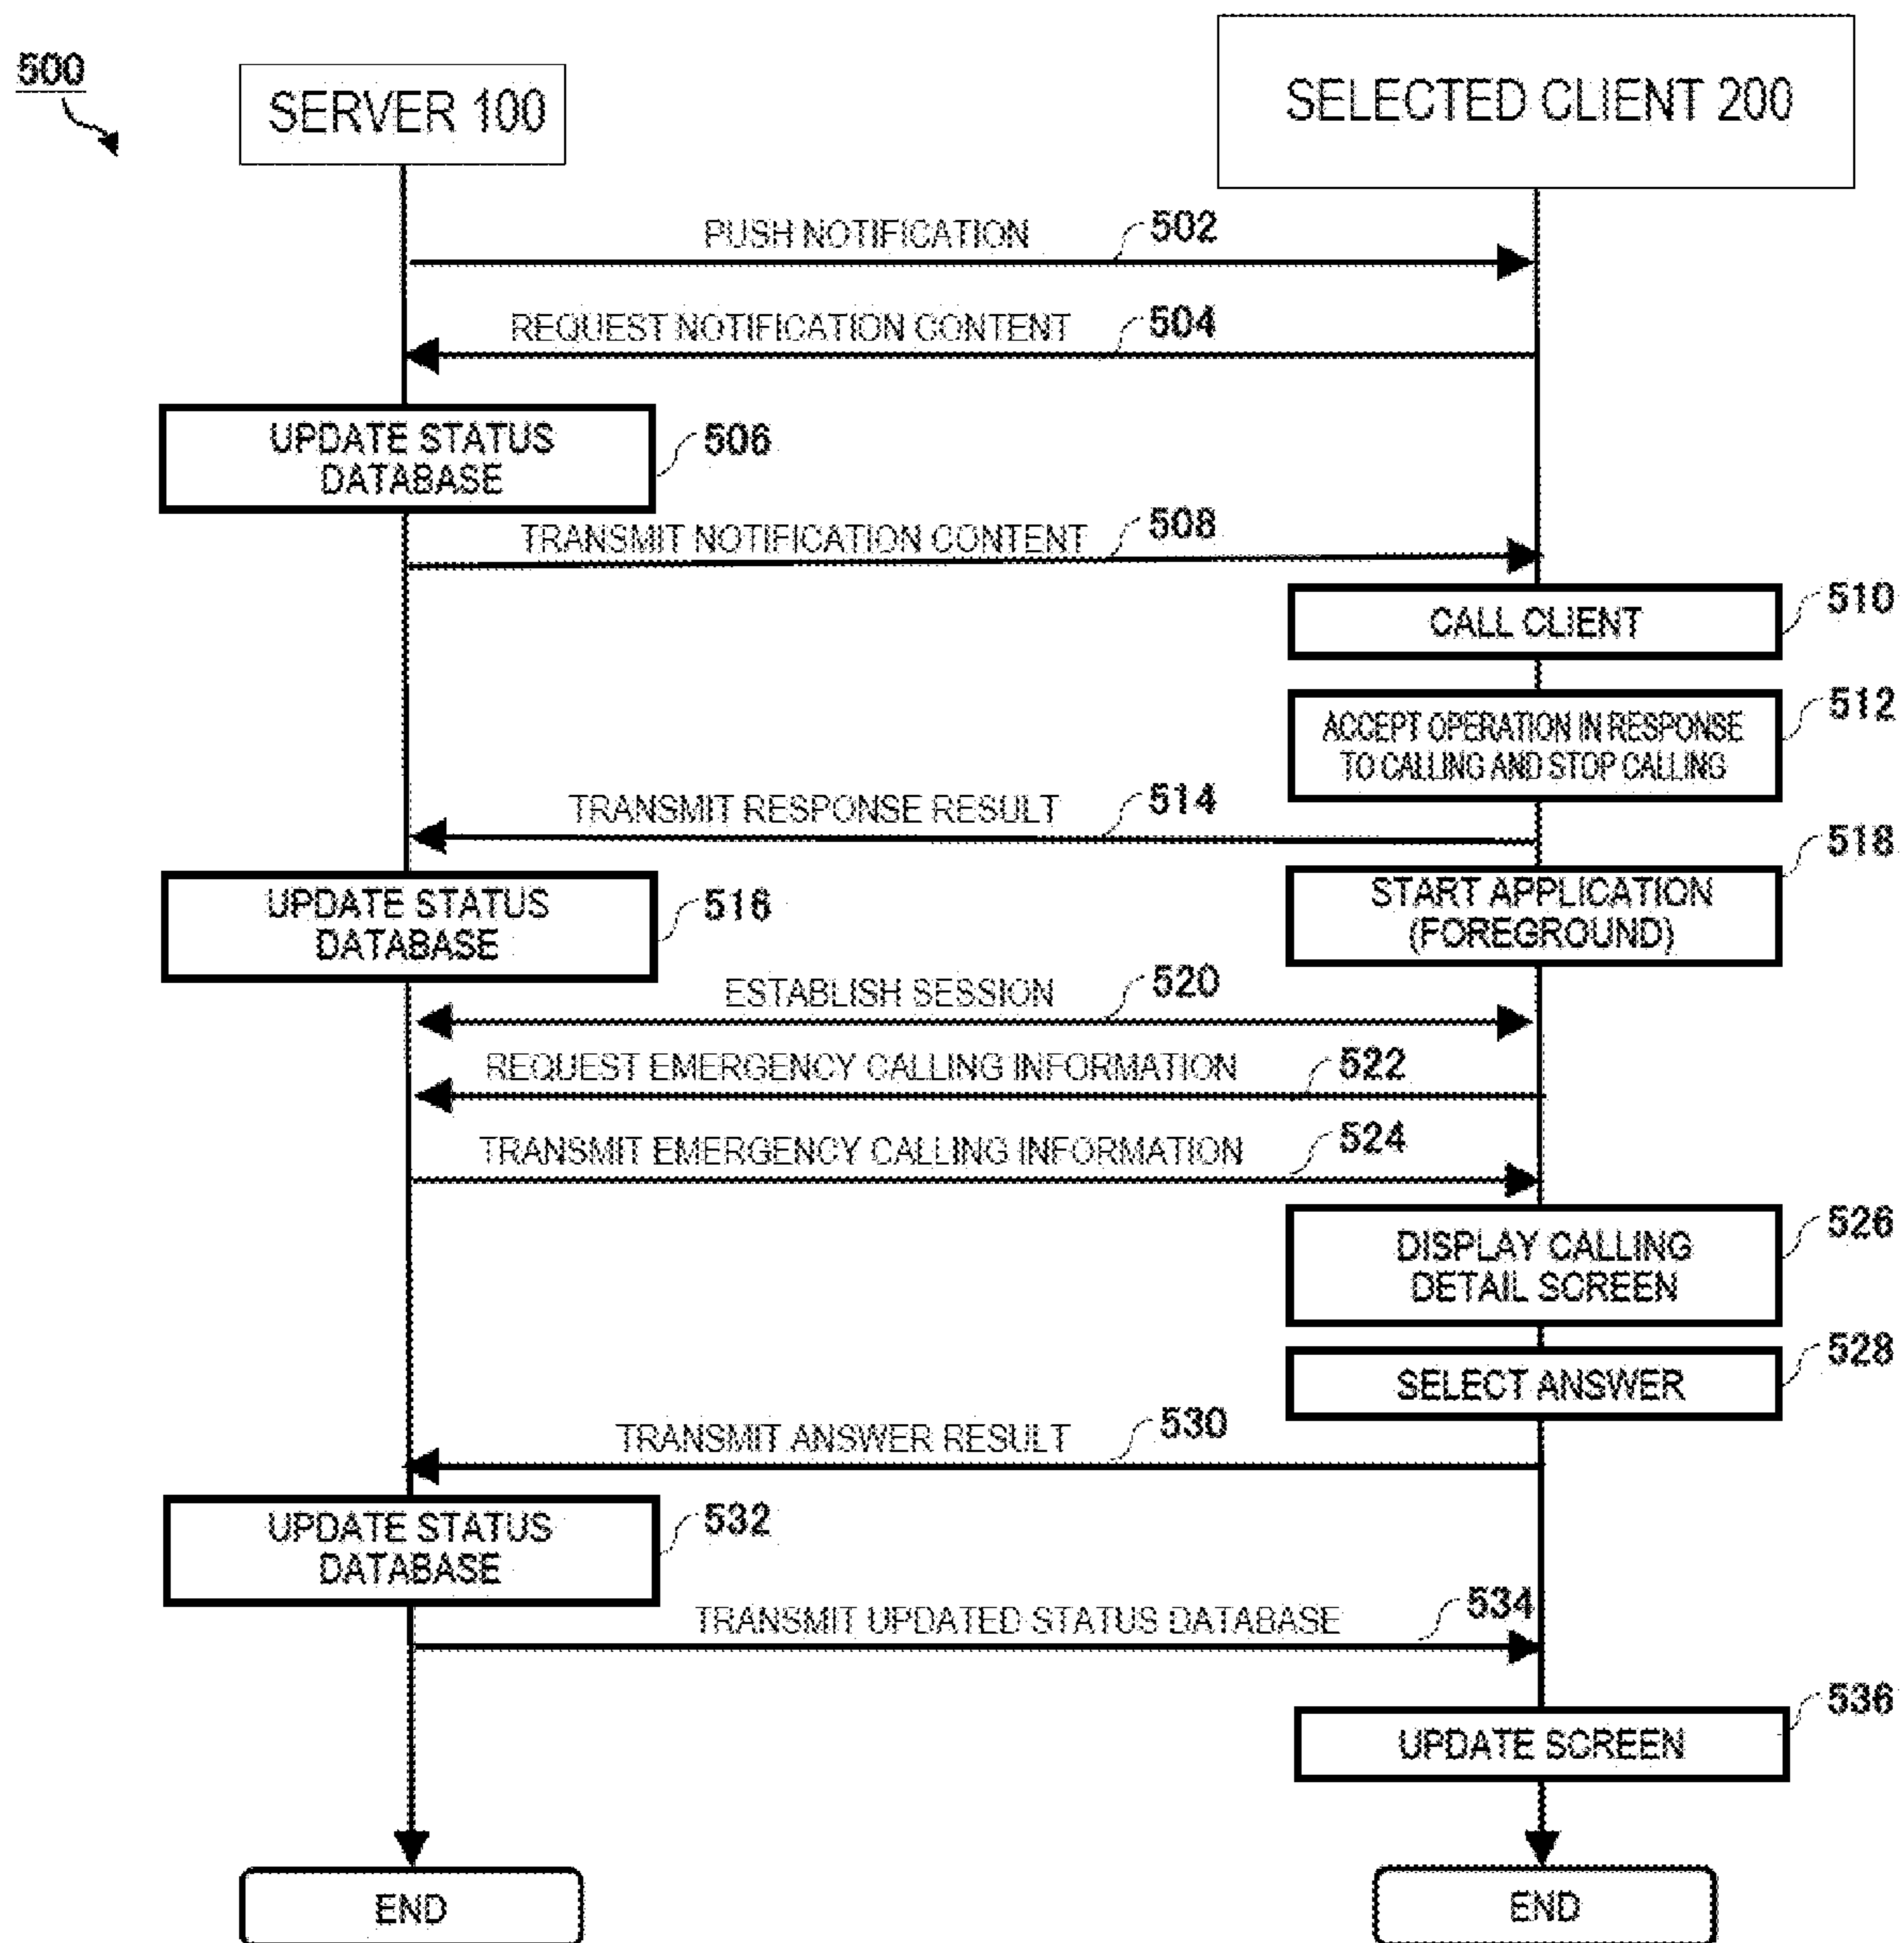 500
SERVER 100
SELECTED CLIENT 200
PUSH NOTIFICATION
502
REQUEST NOTIFICATION CONTENT
504
UPDATE STATUS
DATABASE
506
TRANSMIT NOTIFICATION CONTENT
508
CALL CLIENT
510
ACCEPT OPERATION IN RESPONSE
TO CALLING AND STOP CALLING
512
TRANSMIT RESPONSE RESULT
514
UPDATE STATUS
DATABASE
516
START APPLICATION
(FOREGROUND)
518
ESTABLISH SESSION
520
REQUEST EMERGENCY CALLING INFORMATION
522
TRANSMIT EMERGENCY CALLING INFORMATION
524
DISPLAY CALLING
DETAIL SCREEN
526
SELECT ANSWER
528
TRANSMIT ANSWER RESULT
530
UPDATE STATUS
DATABASE
532
TRANSMIT UPDATED STATUS DATABASE
534
UPDATE SCREEN
536
END
END